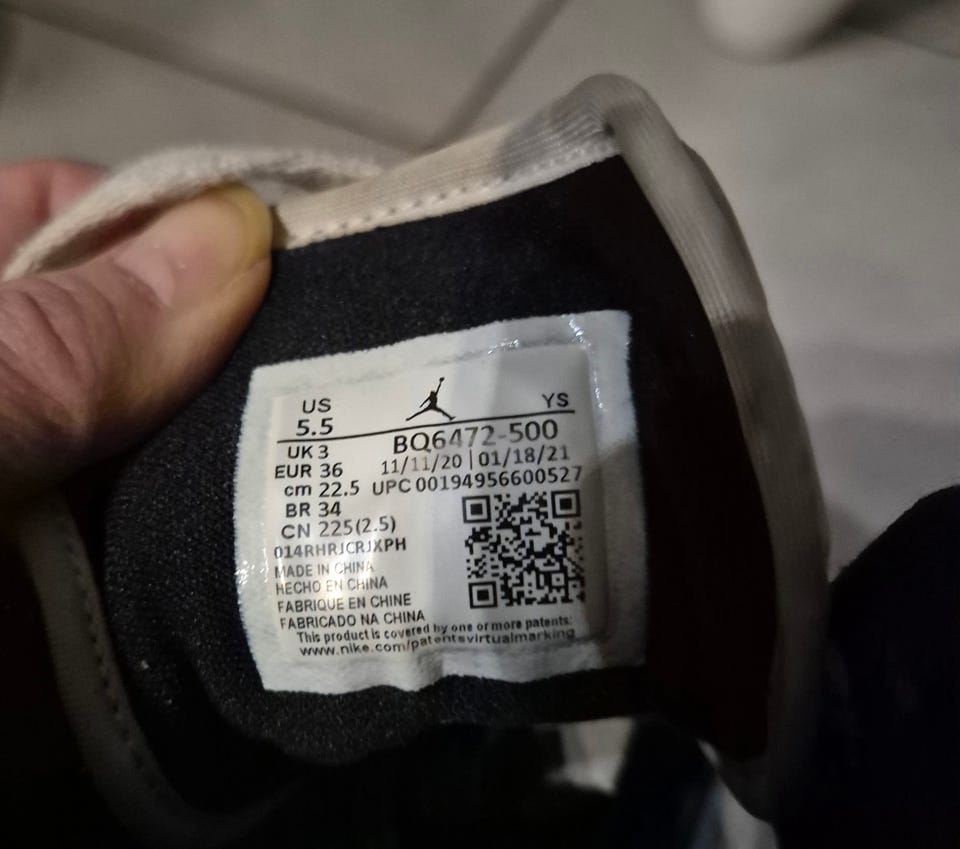 US YS
5.5
UK 3 BQ6472-500
EUR 36 11/11/20 | 01/18/21
cm 22.5 UPC 00194956600527
BR 34
CN 225(2.5)
014RHRJCRJXPH
MADE IN CHINA
HECHO EN CHINA
FABRIQUE EN CHINE
FABRICADO NA CHINA
This product is covered by one or more patents:
www.nike.com/patentsvirtualmarking